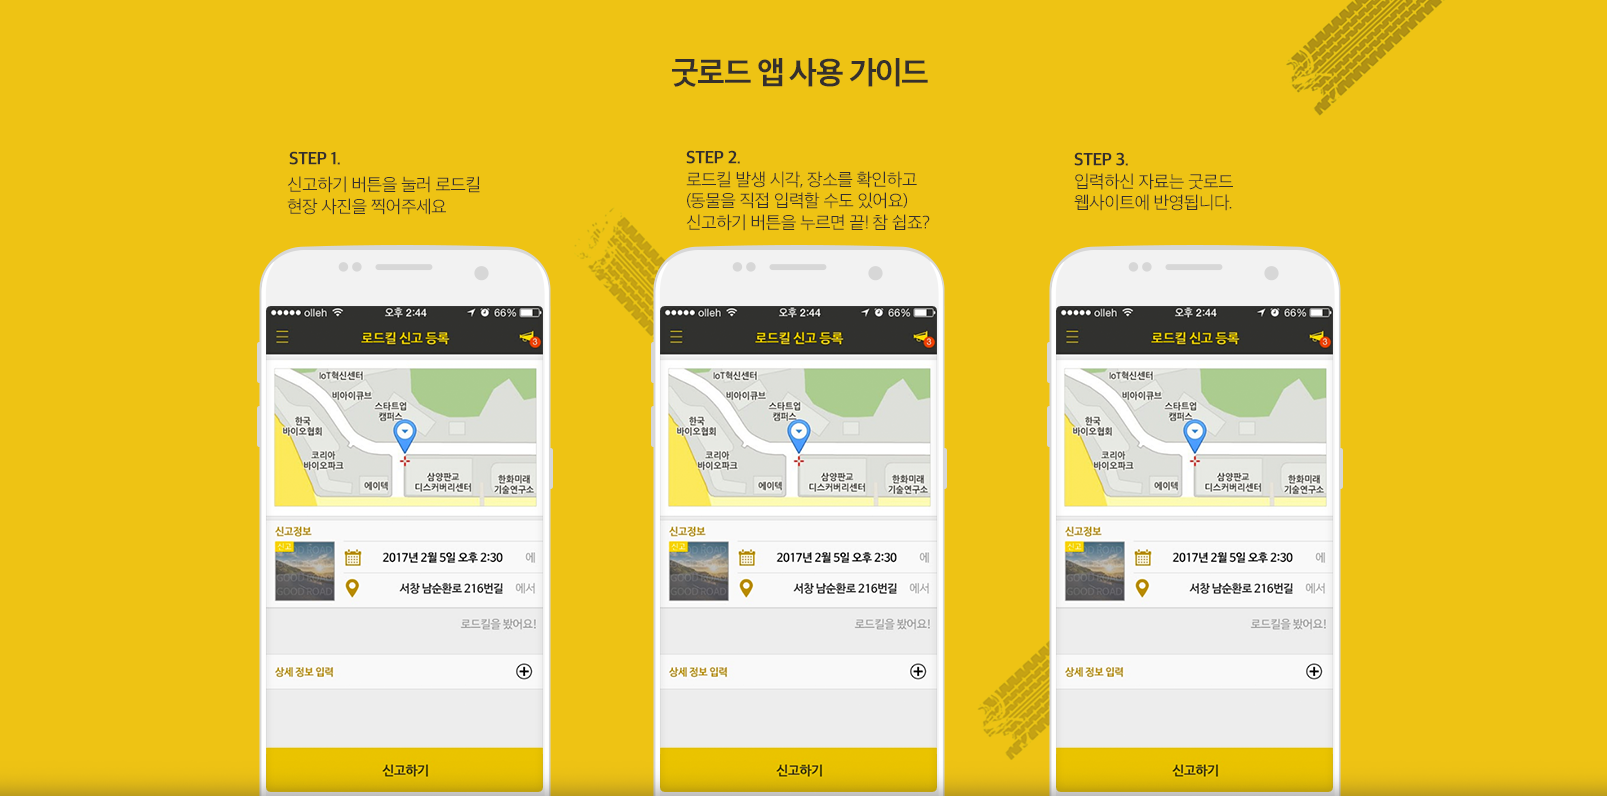 굿로드 앱 사용 가이드
STEP 1.
신고하기 버튼을 눌러 로드킬
현장 사진을 찍어주세요
STEP 2.
로드킬 발생 시각, 장소를 확인하고
(동물을 직접 입력할 수도 있어요)
신고하기 버튼을 누르면 끝! 참 쉽죠?
STEP 3.
입력하신 자료는 굿로드
웹사이트에 반영됩니다.
olleh 오후 2:44 66%
로드킬 신고 등록 3
IoT혁신센터
비아이큐브
스타트업
캠퍼스
한국
바이오협회
코리아
바이오파크
에이텍
삼양판교
디스커버리센터
한화미래
기술연구소
신고정보
신고
GOOD ROAD
2017년 2월 5일 오후 2:30 에
서창 남순환로 216번길 에서
로드킬을 봤어요!
상세 정보 입력
신고하기
olleh 오후 2:44 66%
로드킬 신고 등록 3
IoT혁신센터
비아이큐브
스타트업
캠퍼스
한국
바이오협회
코리아
바이오파크
에이텍
삼양판교
디스커버리센터
한화미래
기술연구소
신고정보
신고
GOOD ROAD
2017년 2월 5일 오후 2:30 에
서창 남순환로 216번길 에서
로드킬을 봤어요!
상세 정보 입력
신고하기
olleh 오후 2:44 66%
로드킬 신고 등록 3
IoT혁신센터
비아이큐브
스타트업
캠퍼스
한국
바이오협회
코리아
바이오파크
에이텍
삼양판교
디스커버리센터
한화미래
기술연구소
신고정보
신고
GOOD ROAD
2017년 2월 5일 오후 2:30 에
서창 남순환로 216번길 에서
로드킬을 봤어요!
상세 정보 입력
신고하기